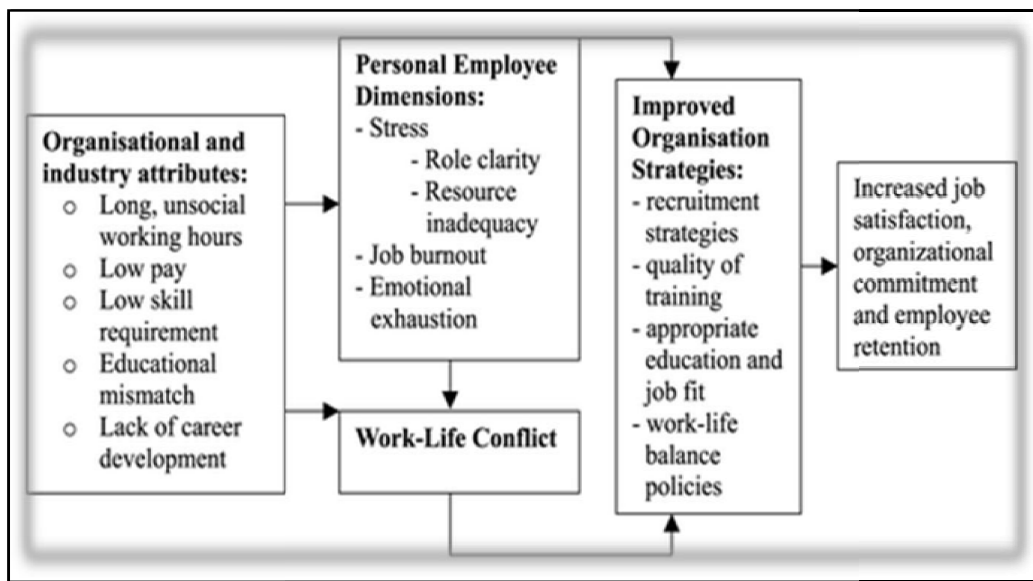 Organisational and
industry attributes:
○ Long, unsocial
working hours
○ Low pay
○ Low skill
requirement
○ Educational
mismatch
○ Lack of career
development
Personal Employee
Dimensions:
- Stress
- Role clarity
- Resource
inadequacy
- Job burnout
- Emotional
exhaustion
Work-Life Conflict
Improved
Organisation
Strategies:
- recruitment
strategies
- quality of
training
- appropriate
education and
job fit
- work-life
balance
policies
Increased job
satisfaction,
organizational
commitment
and employee
retention